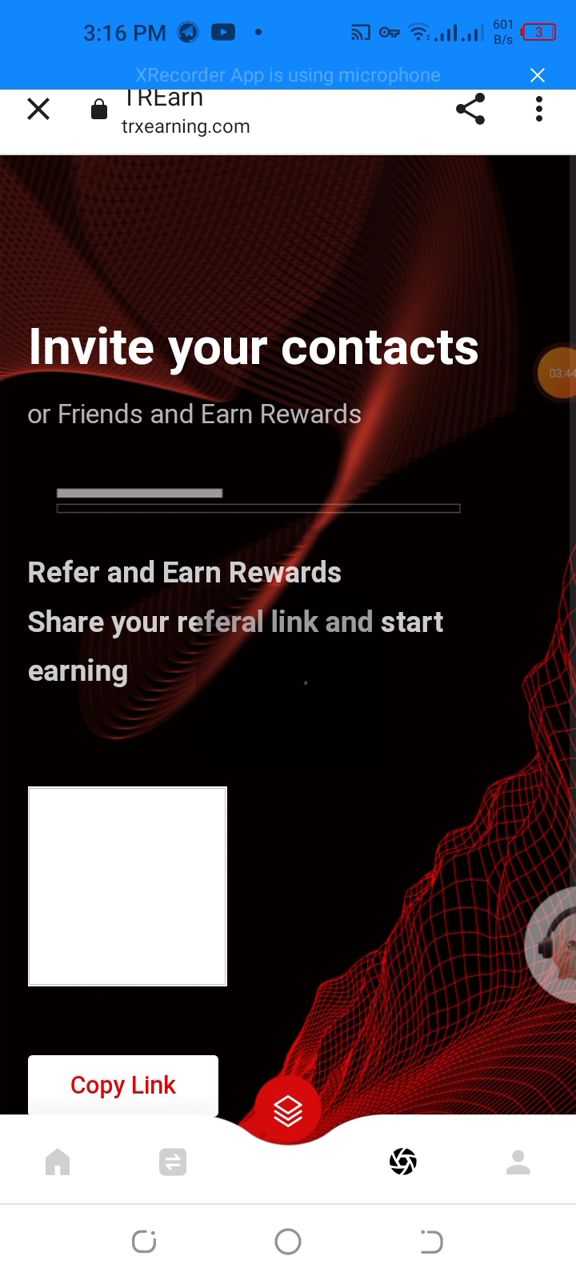 3:16 PM
601
B/s
3
XRecorder App is using microphone
TREarn
trxearning.com
Invite your contacts
or Friends and Earn Rewards
03:44
Refer and Earn Rewards
Share your referal link and start
earning
Copy Link